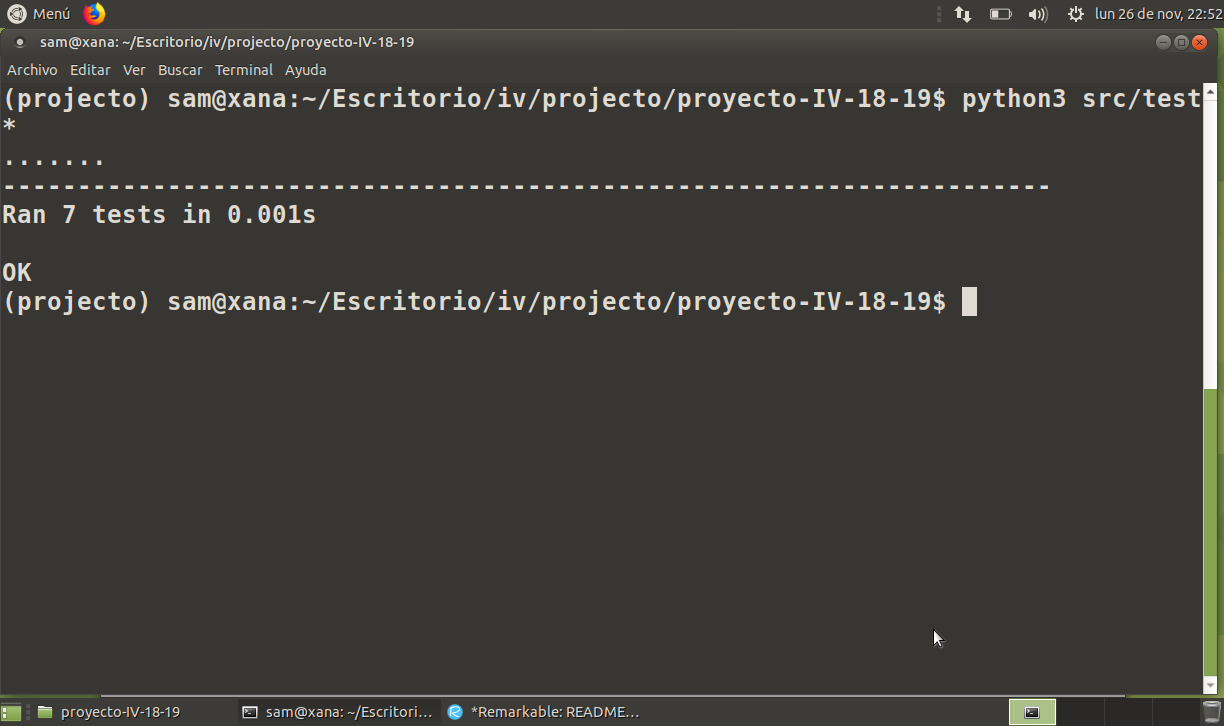 Menú lun 26 de nov, 22:52
sam@xana: ~/Escritorio/iv/projecto/proyecto-IV-18-19
Archivo Editar Ver Buscar Terminal Ayuda
(projecto) sam@xana:~/Escritorio/iv/projecto/proyecto-IV-18-19$ python3 src/test
*
.......
----------------------------------------------------------------------
Ran 7 tests in 0.001s
OK
(projecto) sam@xana:~/Escritorio/iv/projecto/proyecto-IV-18-19$
proyecto-IV-18-19 sam@xana: ~/Escritori... *Remarkable: README...